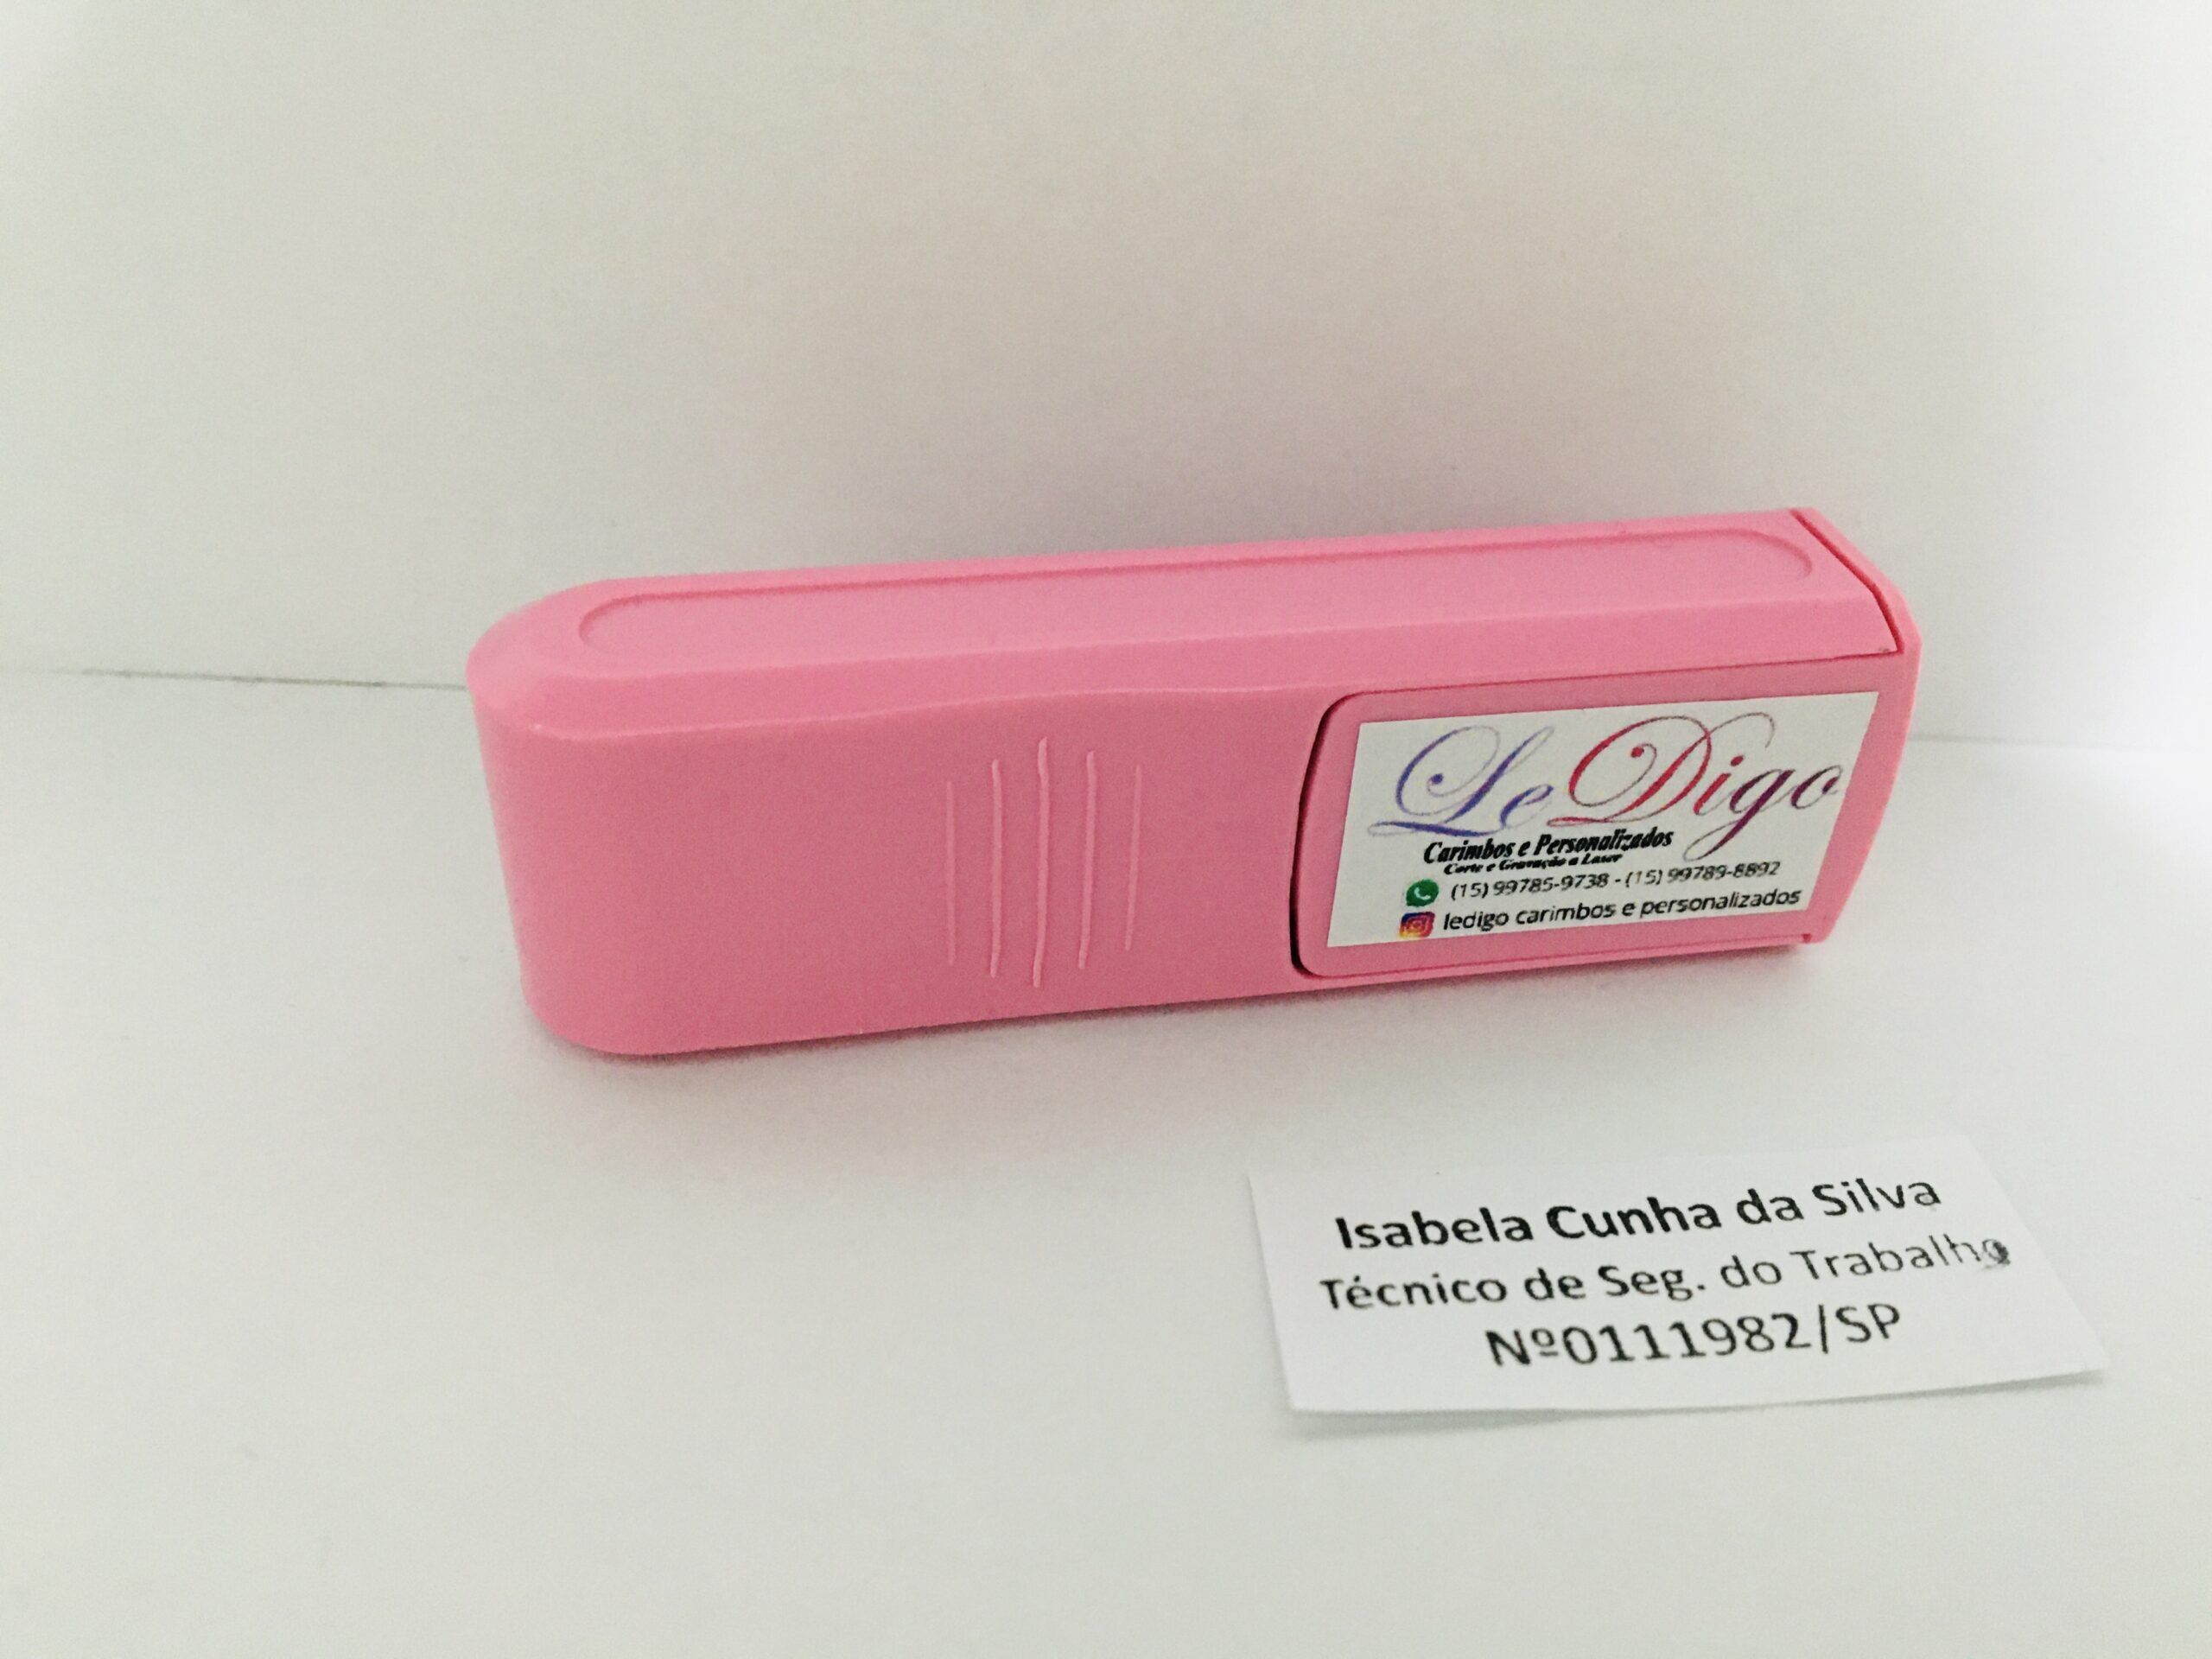 LeDigo
Carimbos e Personalizados
Corte e Gravação a Laser
(15) 99785-9738 - (15) 99789-8892
ledigo carimbos e personalizados
Isabela Cunha da Silva
Técnico de Seg. do Trabalho
Nº0111982/SP